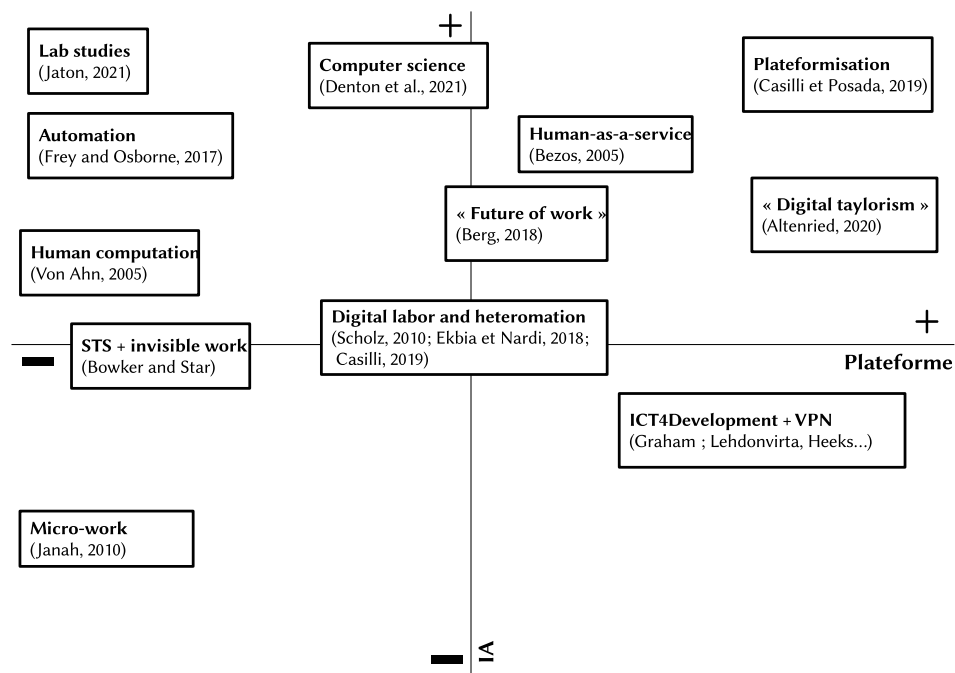 +
Lab studies
(Jaton, 2021)
Computer science
(Denton et al., 2021)
Plateformisation
(Casilli et Posada, 2019)
Automation
(Frey and Osborne, 2017)
Human-as-a-service
(Bezos, 2005)
« Future of work »
(Berg, 2018)
« Digital taylorism »
(Altenried, 2020)
Human computation
(Von Ahn, 2005)
Digital labor and heteromation
(Scholz, 2010; Ekbia et Nardi, 2018;
Casilli, 2019)
+
STS + invisible work
(Bowker and Star)
Plateforme
ICT4Development + VPN
(Graham ; Lehdonvirta, Heeks...)
Micro-work
(Janah, 2010)
IA